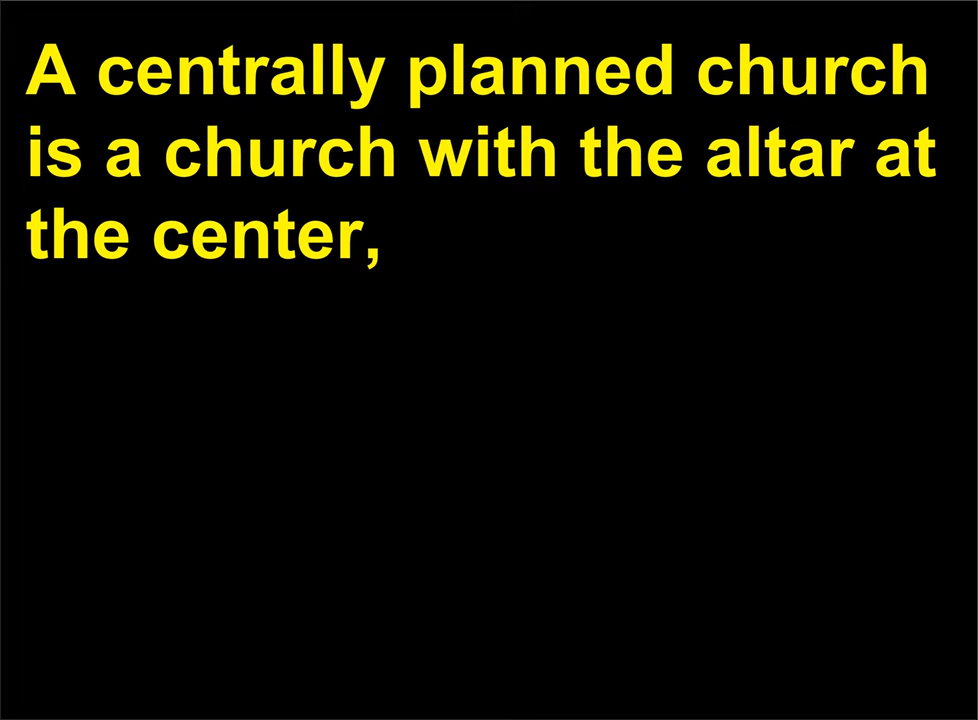 A centrally planned church
is a church with the altar at
the center,